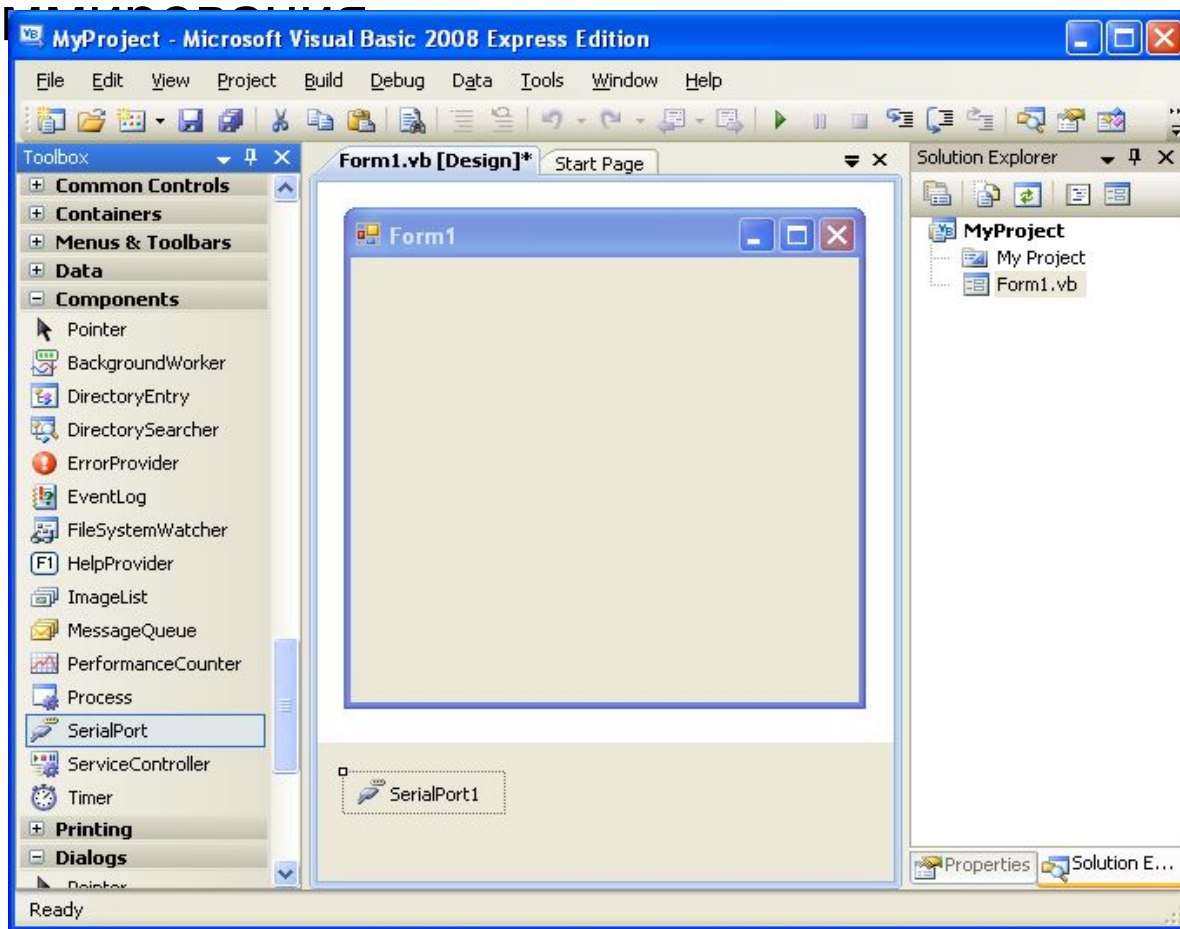 MyProject - Microsoft Visual Basic 2008 Express Edition
File Edit View Project Build Debug Data Tools Window Help
Toolbox
Form1.vb [Design]* Start Page
Solution Explorer
Common Controls
Containers
Menus & Toolbars
Data
Components
Pointer
BackgroundWorker
DirectoryEntry
DirectorySearcher
ErrorProvider
EventLog
FileSystemWatcher
F1 HelpProvider
ImageList
MessageQueue
PerformanceCounter
Process
SerialPort
ServiceController
Timer
Printing
Dialogs
Pointer
Form1
SerialPort1
MyProject
My Project
Form1.vb
Properties Solution E...
Ready